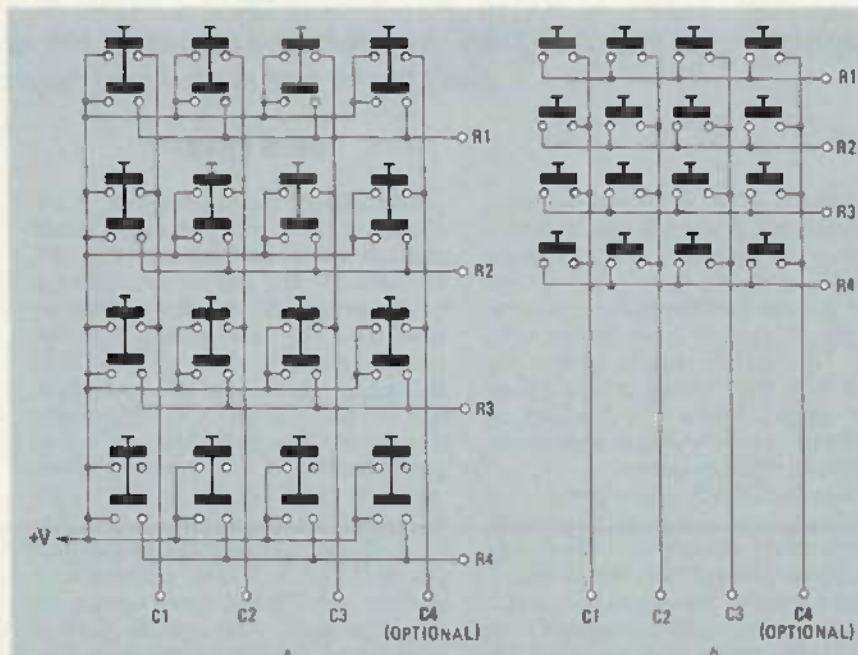 R1
R2
R3
+V
R4
C1 C2 C3 C4
(OPTIONAL)
a
R1
R2
R3
R4
C1 C2 C3 C4
(OPTIONAL)
b